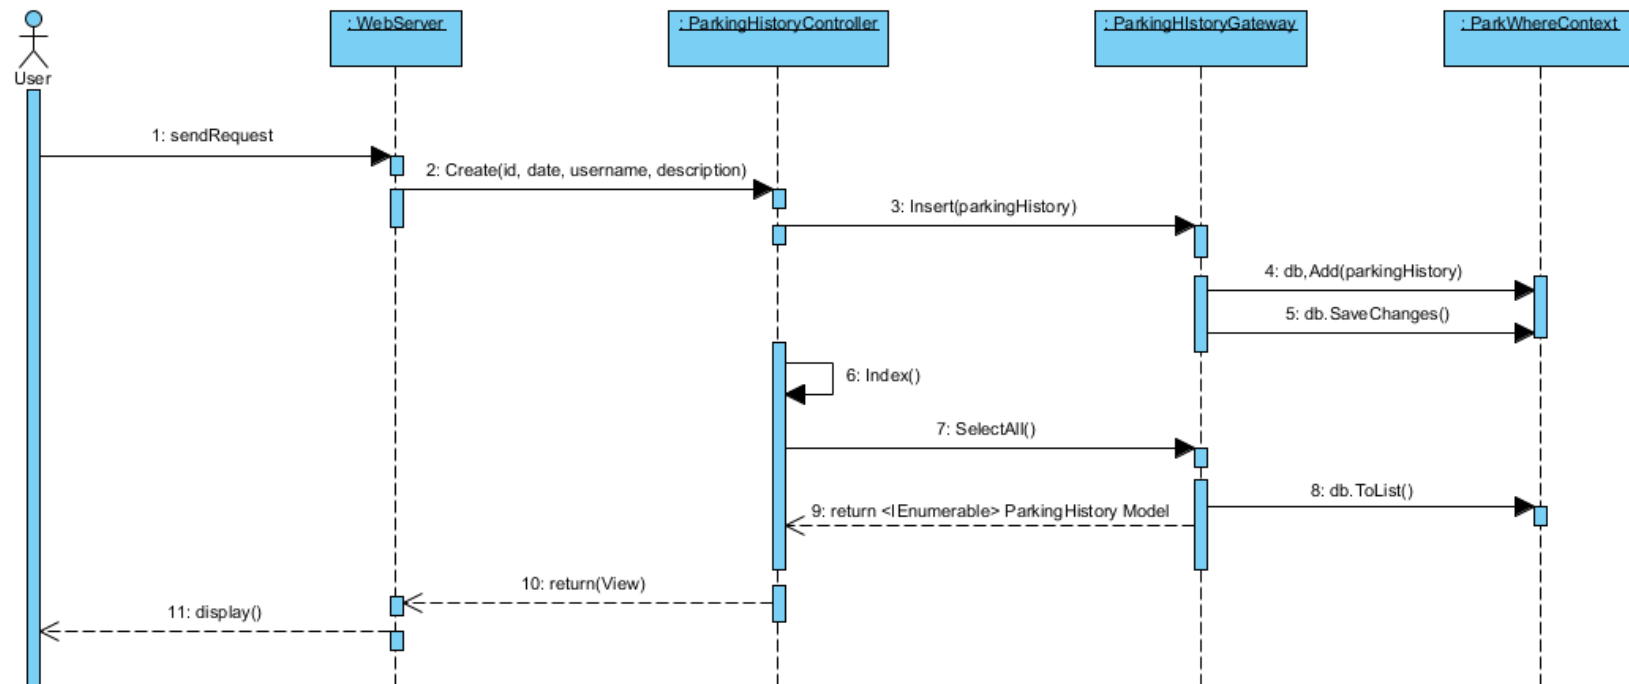 : WebServer
: ParkingHistoryController
: ParkingHIstoryGateway
: ParkWhereContext
User
1: sendRequest
2: Create(id, date, username, description)
3: Insert(parkingHistory)
4: db,Add(parkingHistory)
5: db.SaveChanges()
6: Index()
7: SelectAll()
8: db.ToList()
9: return <IEnumerable> ParkingHistory Model
10: return(View)
11: display()